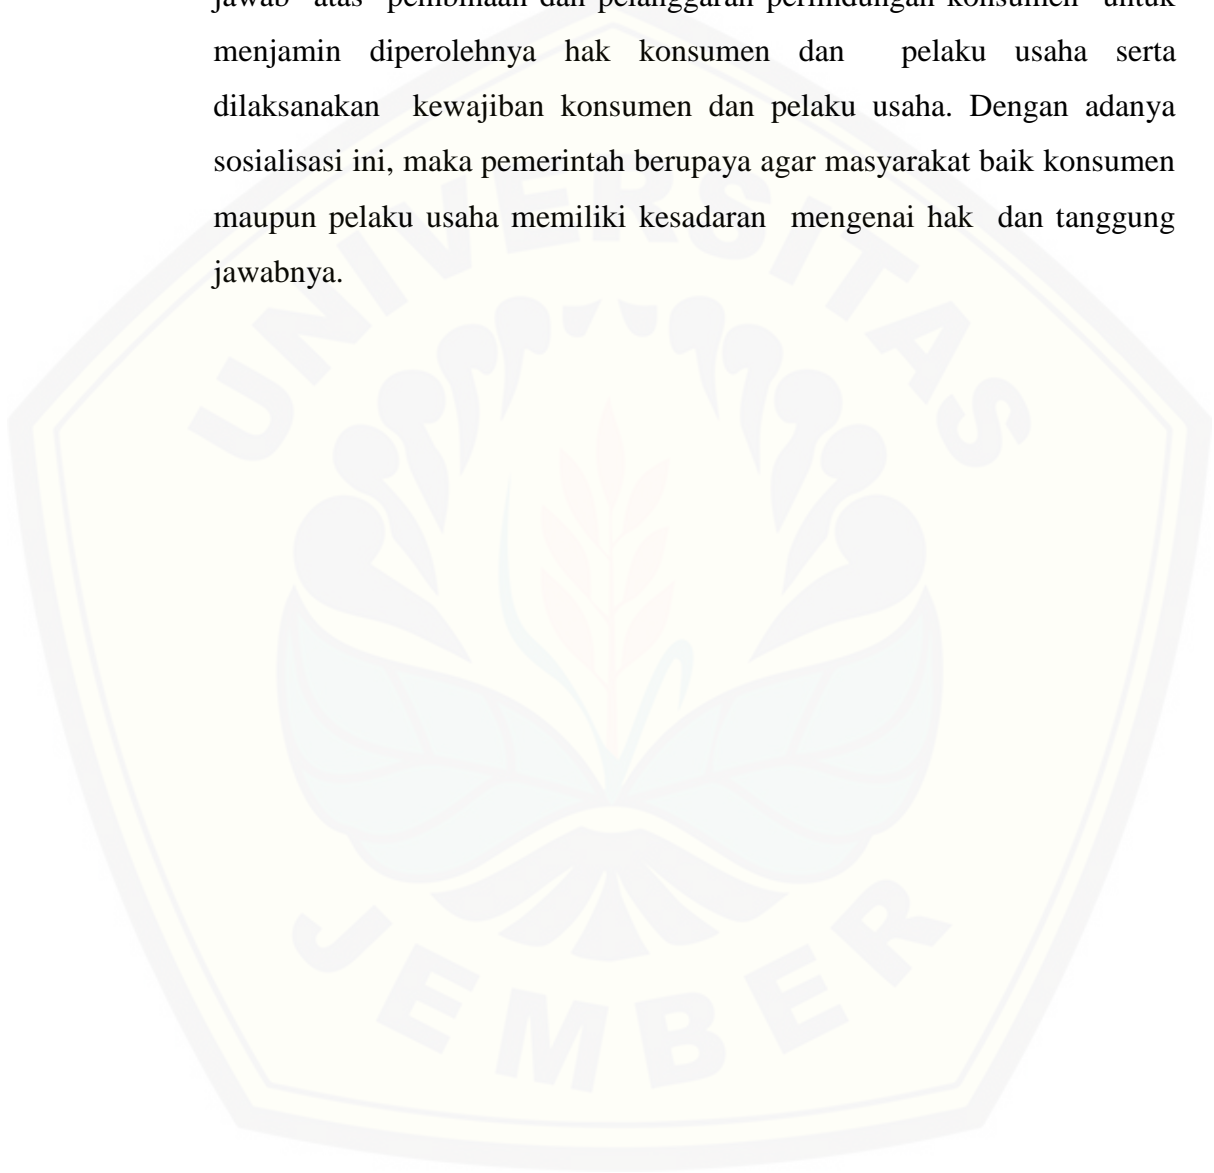 jawab atas pembinaan dan pelanggaran perlindungan konsumen untuk
menjamin diperolehnya hak konsumen dan pelaku usaha serta
dilaksanakan kewajiban konsumen dan pelaku usaha. Dengan adanya
sosialisasi ini, maka pemerintah berupaya agar masyarakat baik konsumen
maupun pelaku usaha memiliki kesadaran mengenai hak dan tanggung
jawabnya.
UNIVERSITAS
JEMBER